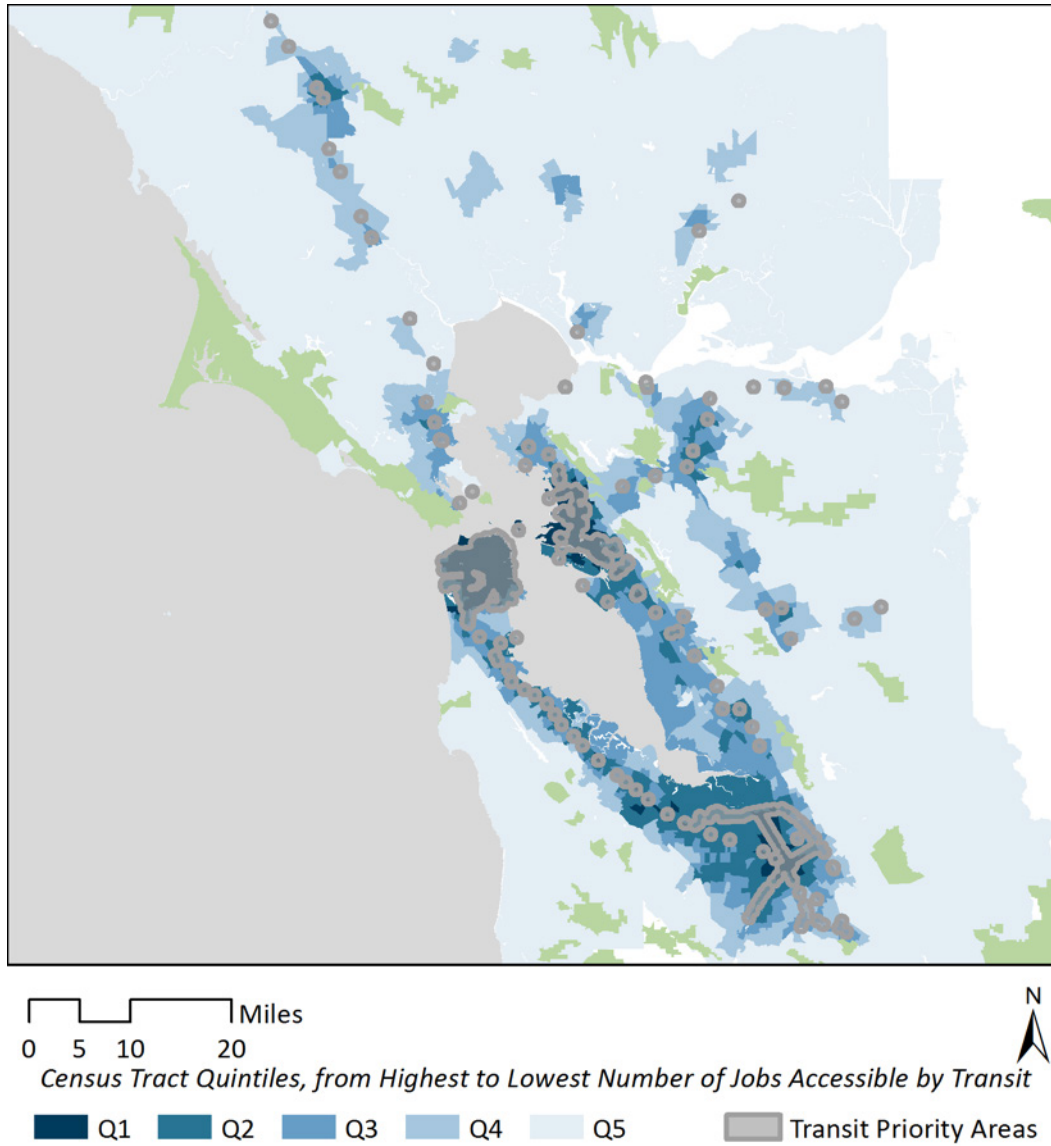 N
Miles
0 5 10 20
Census Tract Quintiles, from Highest to Lowest Number of Jobs Accessible by Transit
Q1 Q2 Q3 Q4 Q5 Transit Priority Areas